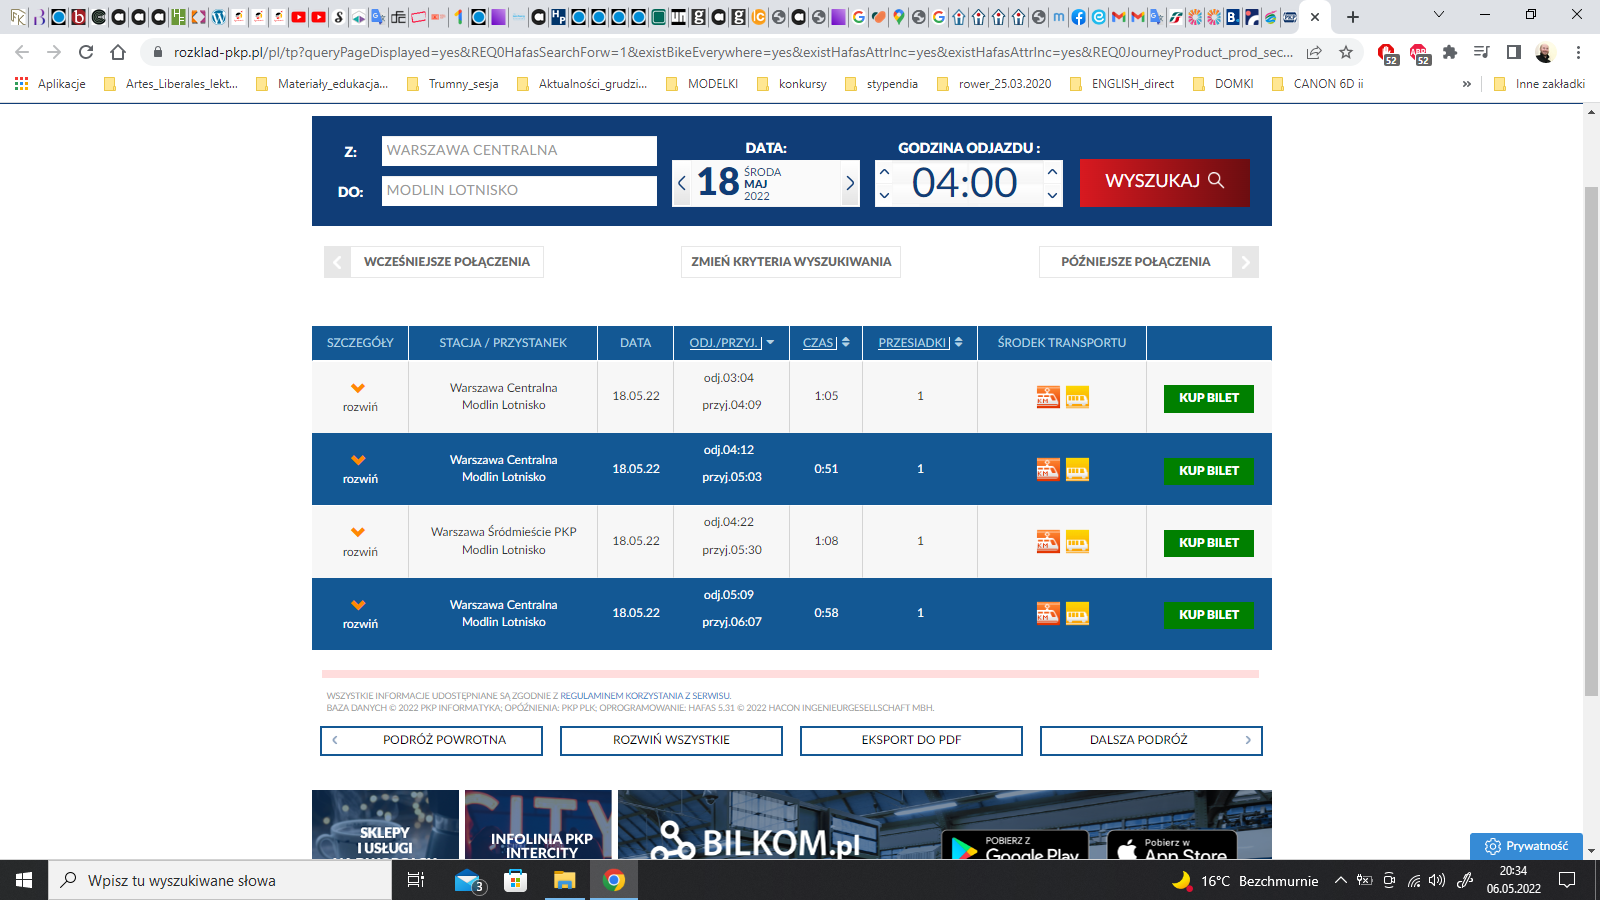 rozklad-pkp.pl/pl/tp?queryPageDisplayed=yes&REQ0HafasSearchForw=1&existBikeEverywhere=yes&existHafasAttrInc=yes&existHafasAttrInc=yes&REQ0JourneyProduct_prod_sec...
52
52
Aplikacje
Artes_Liberales_lekt...
Materiały_edukacja...
Trumny_sesja
Aktualności_grudzi...
MODELKI
konkursy
stypendia
rower_25.03.2020
ENGLISH_direct
DOMKI
CANON 6D ii
»
Inne zakładki
Z:
WARSZAWA CENTRALNA
DO:
MODLIN LOTNISKO
DATA:
18
ŚRODA
MAJ
2022
GODZINA ODJAZDU :
04:00
WYSZUKAJ
WCZEŚNIEJSZE POŁĄCZENIA
ZMIEŃ KRYTERIA WYSZUKIWANIA
PÓŹNIEJSZE POŁĄCZENIA
SZCZEGÓŁY STACJA / PRZYSTANEK DATA ODJ./PRZYJ. CZAS PRZESIADKI ŚRODEK TRANSPORTU
rozwiń
Warszawa Centralna
Modlin Lotnisko
18.05.22
odj.03:04
przyj.04:09
1:05
1
KM
KUP BILET
rozwiń
Warszawa Centralna
Modlin Lotnisko
18.05.22
odj.04:12
przyj.05:03
0:51
1
KM
KUP BILET
rozwiń
Warszawa Śródmieście PKP
Modlin Lotnisko
18.05.22
odj.04:22
przyj.05:30
1:08
1
KM
KUP BILET
rozwiń
Warszawa Centralna
Modlin Lotnisko
18.05.22
odj.05:09
przyj.06:07
0:58
1
KM
KUP BILET
WSZYSTKIE INFORMACJE UDOSTĘPNIANE SĄ ZGODNIE Z REGULAMINEM KORZYSTANIA Z SERWISU.
BAZA DANYCH © 2022 PKP INFORMATYKA; OPÓŹNIENIA: PKP PLK; OPROGRAMOWANIE: HAFAS 5.31 © 2022 HACON INGENIEURGESELLSCHAFT MBH.
PODRÓŻ POWROTNA
ROZWIŃ WSZYSTKIE
EKSPORT DO PDF
DALSZA PODRÓŻ
SKLEPY
I USŁUGI
CITY
INFOLINIA PKP
INTERCITY
BILKOM.pl
POBIERZ Z
Google Play
Pobierz w
App Store
Prywatność
Wpisz tu wyszukiwane słowa
3
16°C Bezchmurnie
20:34
06.05.2022